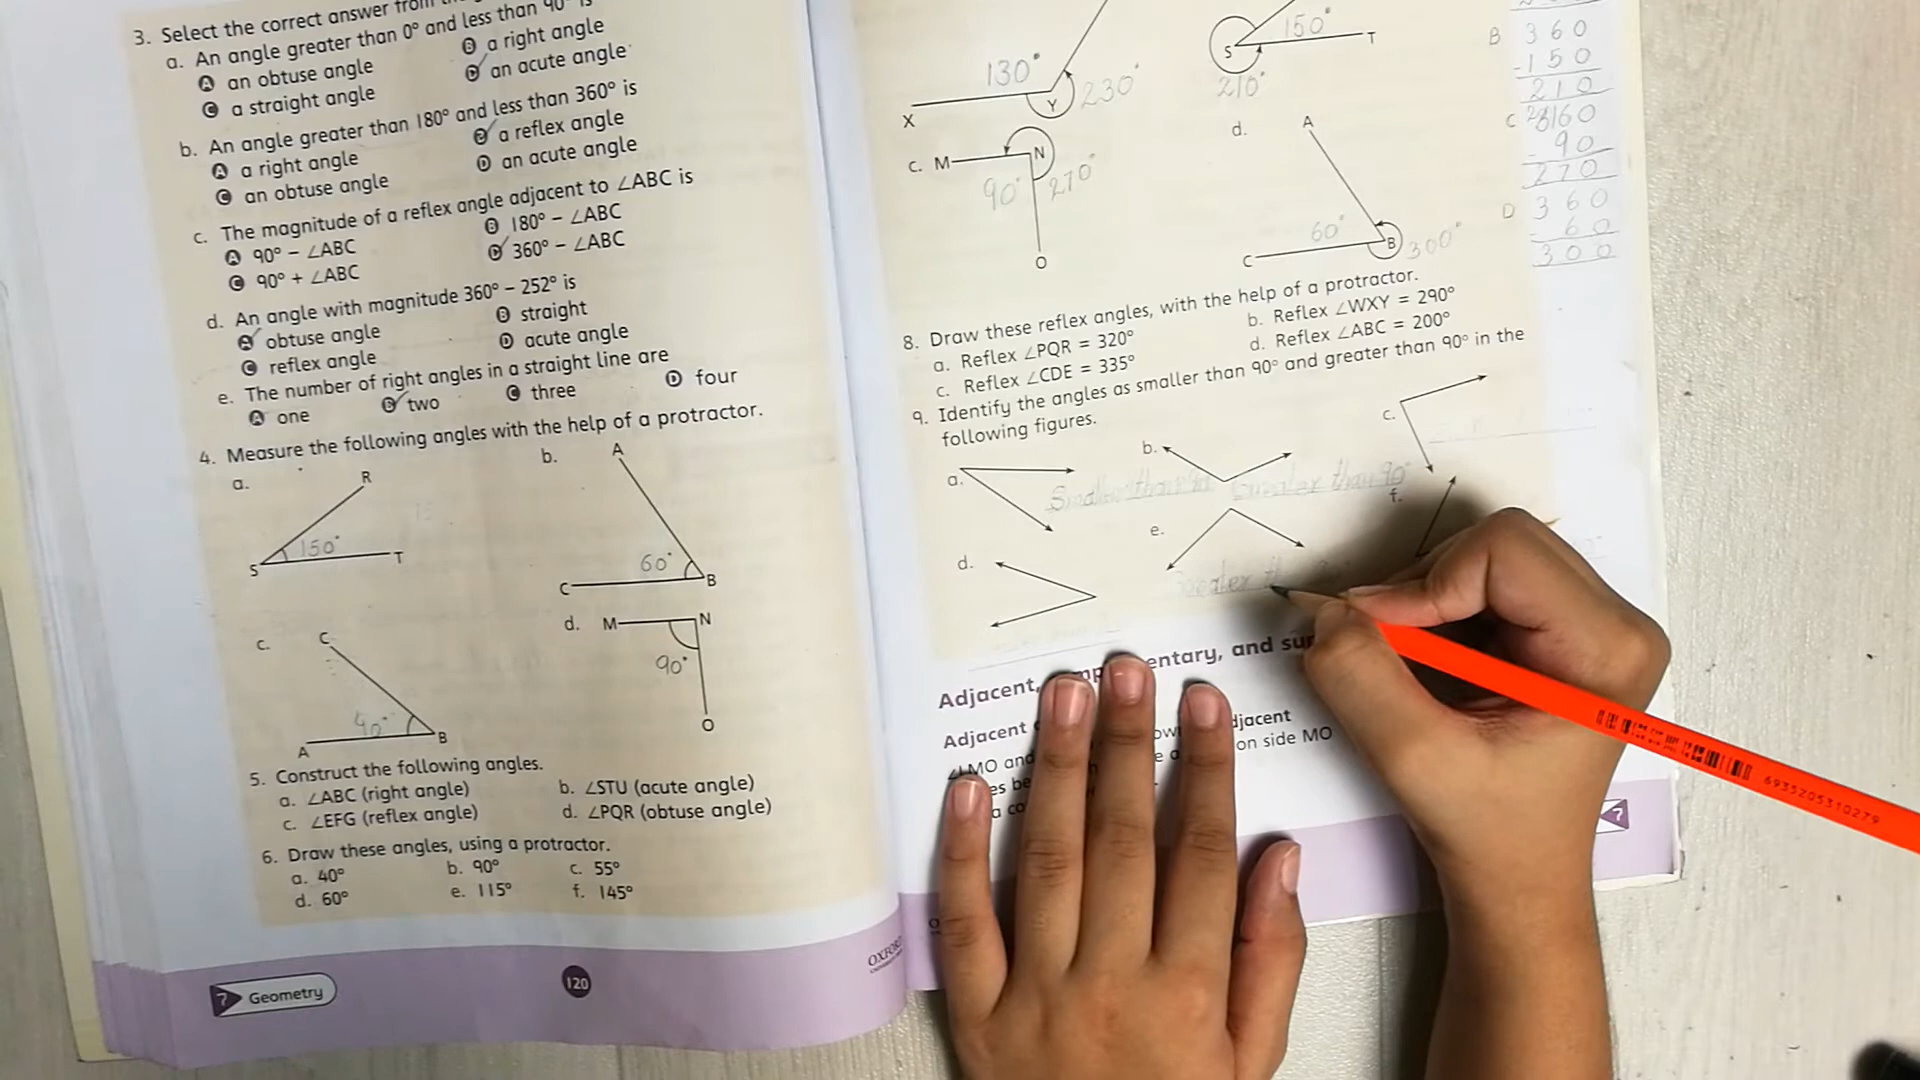 3. Select the correct answer from
a. An angle greater than 0° and less than 90° is
A an obtuse angle
B a right angle
C a straight angle
D an acute angle
b. An angle greater than 180° and less than 360° is
A a right angle
B a reflex angle
C an obtuse angle
D an acute angle
c. The magnitude of a reflex angle adjacent to ∠ABC is
A 90° – ∠ABC
B 180° – ∠ABC
C 90° + ∠ABC
D 360° – ∠ABC
d. An angle with magnitude 360° – 252° is
A obtuse angle
B straight
C reflex angle
D acute angle
e. The number of right angles in a straight line are
A one B two C three D four
4. Measure the following angles with the help of a protractor.
a. R S T 150°
b. A C B 60°
c. C A B 40°
d. M N O 90°
5. Construct the following angles.
a. ∠ABC (right angle) b. ∠STU (acute angle)
c. ∠EFG (reflex angle) d. ∠PQR (obtuse angle)
6. Draw these angles, using a protractor.
a. 40° b. 90° c. 55°
d. 60° e. 115° f. 145°
7 Geometry
120
OXFORD
X 130° Y 230°
S 150° T 210°
c. M N 90° 270° O
d. A 60° C B 300°
B 360
-150
210
C
90
270
D 360
- 60
300
8. Draw these reflex angles, with the help of a protractor.
a. Reflex ∠PQR = 320° b. Reflex ∠WXY = 290°
c. Reflex ∠CDE = 335° d. Reflex ∠ABC = 200°
9. Identify the angles as smaller than 90° and greater than 90° in the
following figures.
a. Smaller than
b. than 90°
c.
d.
e.
f.
Adjacent, entary, and
Adjacent
∠LMO and on side MO
7
6935205310279